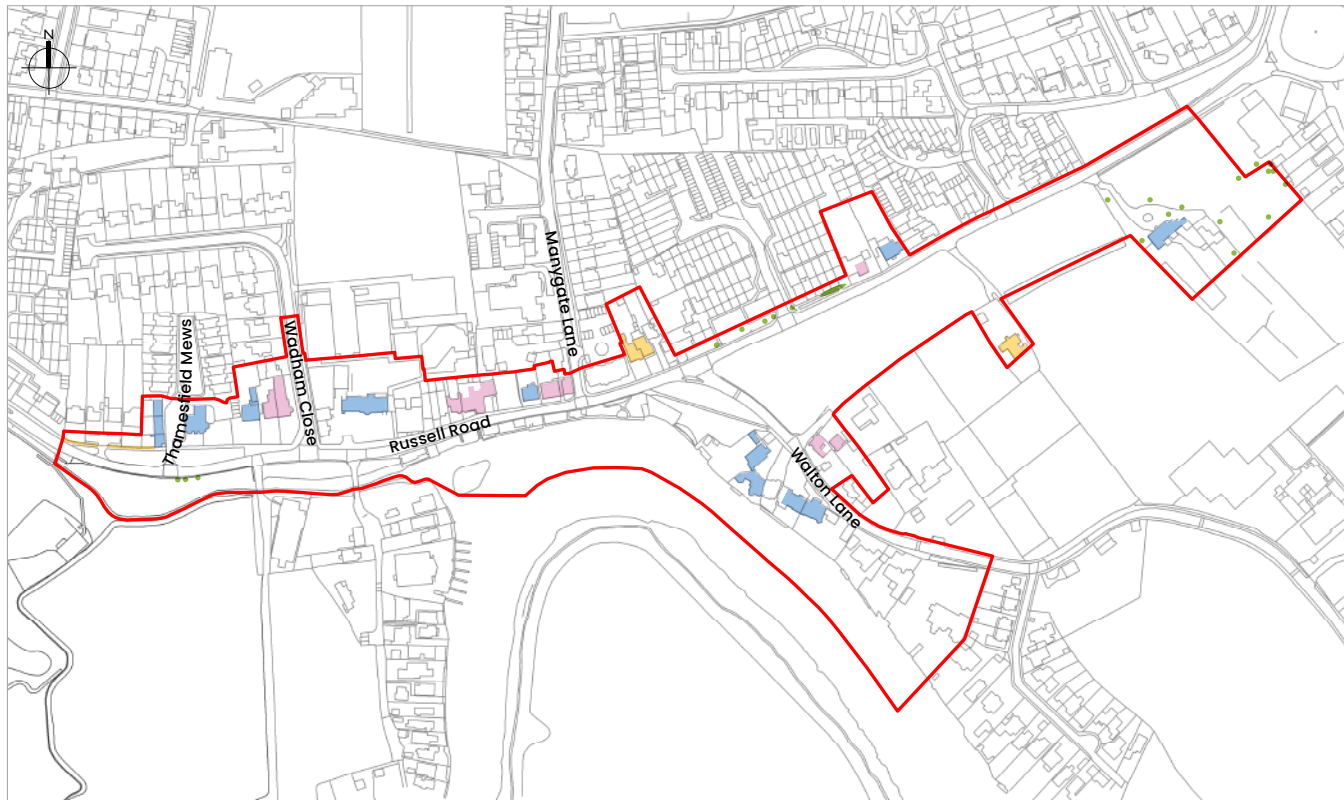 N
Manygate Lane
Thamesfield Mews
Wadham Close
Russell Road
Walton Lane